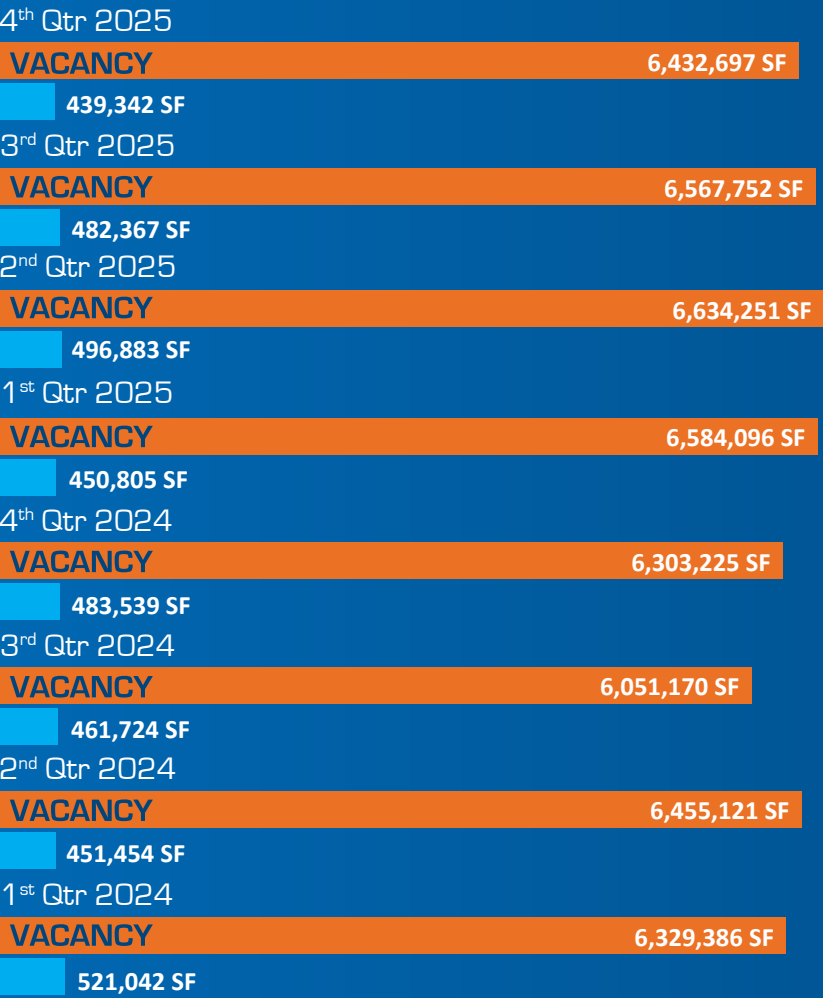 4th Qtr 2025
VACANCY 6,432,697 SF
439,342 SF
3rd Qtr 2025
VACANCY 6,567,752 SF
482,367 SF
2nd Qtr 2025
VACANCY 6,634,251 SF
496,883 SF
1st Qtr 2025
VACANCY 6,584,096 SF
450,805 SF
4th Qtr 2024
VACANCY 6,303,225 SF
483,539 SF
3rd Qtr 2024
VACANCY 6,051,170 SF
461,724 SF
2nd Qtr 2024
VACANCY 6,455,121 SF
451,454 SF
1st Qtr 2024
VACANCY 6,329,386 SF
521,042 SF